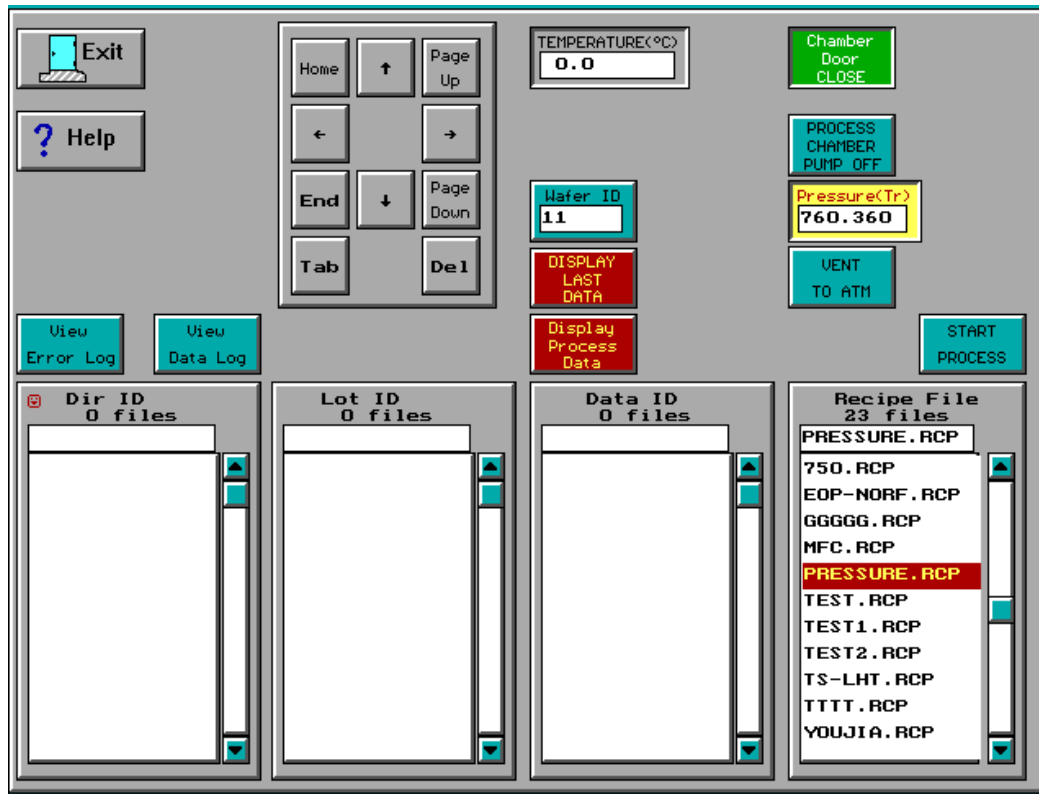 Exit
? Help
Home
↑
Page
Up
←
→
End
↓
Page
Down
Tab
Del
TEMPERATURE(ºC)
0.0
Chamber
Door
CLOSE
PROCESS
CHAMBER
PUMP OFF
Wafer ID
11
Pressure(Tr)
760.360
DISPLAY
LAST
DATA
VENT
TO ATM
View
Error Log
View
Data Log
Display
Process
Data
START
PROCESS
Dir ID
0 files
Lot ID
0 files
Data ID
0 files
Recipe File
23 files
PRESSURE.RCP
750.RCP
EOP-NORF.RCP
GGGGG.RCP
MFC.RCP
PRESSURE.RCP
TEST.RCP
TEST1.RCP
TEST2.RCP
TS-LHT.RCP
TTTT.RCP
YOUJIA.RCP